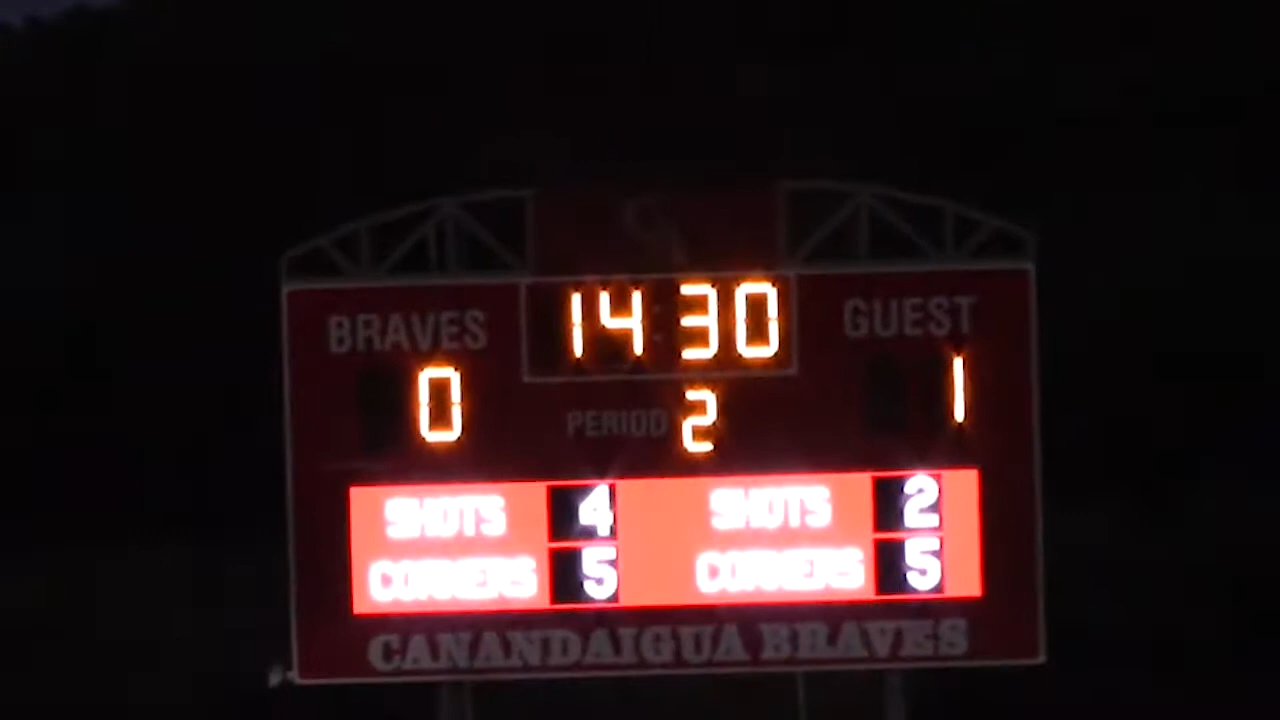 14:30
BRAVES GUEST
0 PERIOD 2 1
SHOTS 4 SHOTS 2
CORNERS 5 CORNERS 5
CANANDAIGUA BRAVES